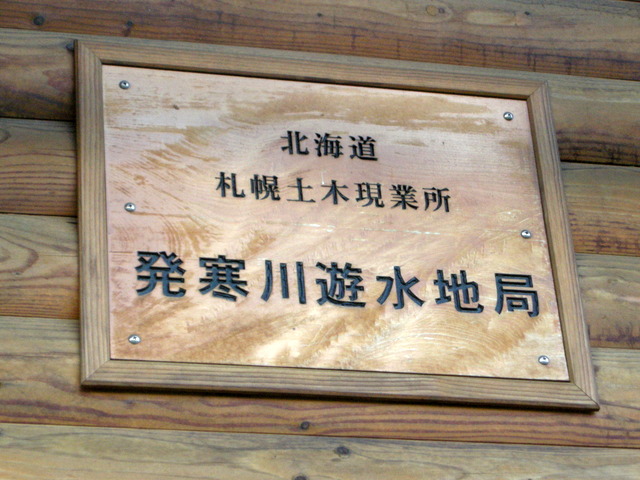 北海道
札幌土木現業所
発寒川遊水地局